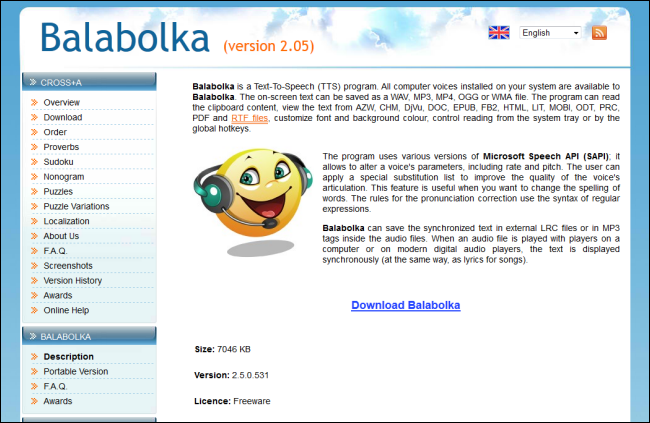 Balabolka (version 2.05)
English
CROSS+A
Overview
Download
Order
Proverbs
Sudoku
Nonogram
Puzzles
Puzzle Variations
Localization
About Us
F.A.Q.
Screenshots
Version History
Awards
Online Help
BALABOLKA
Description
Portable Version
F.A.Q.
Awards
Balabolka is a Text-To-Speech (TTS) program. All computer voices installed on your system are available to
Balabolka. The on-screen text can be saved as a WAV, MP3, MP4, OGG or WMA file. The program can read
the clipboard content, view the text from AZW, CHM, DjVu, DOC, EPUB, FB2, HTML, LIT, MOBI, ODT, PRC,
PDF and RTF files, customize font and background colour, control reading from the system tray or by the
global hotkeys.
The program uses various versions of Microsoft Speech API (SAPI); it
allows to alter a voice's parameters, including rate and pitch. The user can
apply a special substitution list to improve the quality of the voice's
articulation. This feature is useful when you want to change the spelling of
words. The rules for the pronunciation correction use the syntax of regular
expressions.
Balabolka can save the synchronized text in external LRC files or in MP3
tags inside the audio files. When an audio file is played with players on a
computer or on modern digital audio players, the text is displayed
synchronously (at the same way, as lyrics for songs).
Download Balabolka
Size: 7046 KB
Version: 2.5.0.531
Licence: Freeware